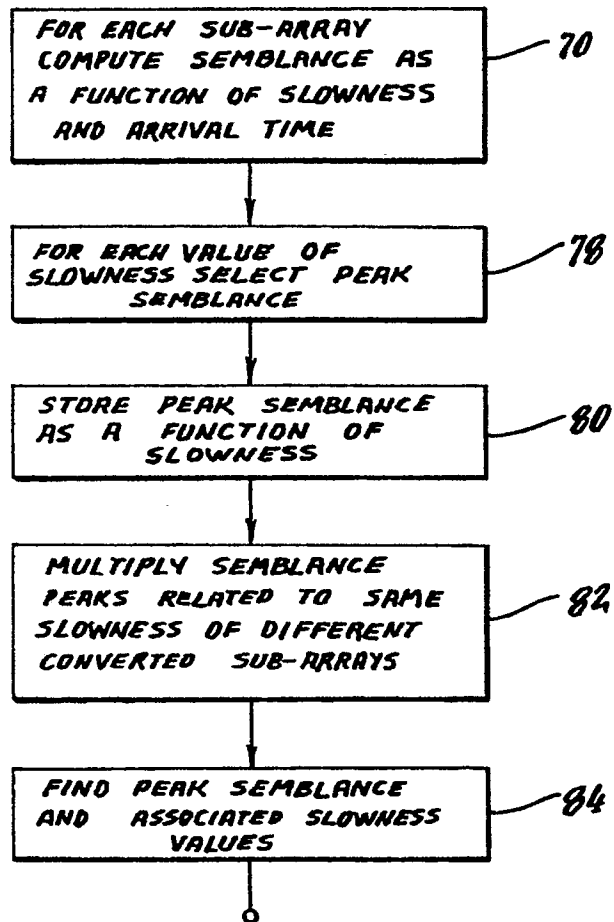 FOR EACH SUB-ARRAY
COMPUTE SEMBLANCE AS
A FUNCTION OF SLOWNESS
AND ARRIVAL TIME
70
FOR EACH VALUE OF
SLOWNESS SELECT PEAK
SEMBLANCE
78
STORE PEAK SEMBLANCE
AS A FUNCTION OF
SLOWNESS
80
MULTIPLY SEMBLANCE
PEAKS RELATED TO SAME
SLOWNESS OF DIFFERENT
CONVERTED SUB-ARRAYS
82
FIND PEAK SEMBLANCE
AND ASSOCIATED SLOWNESS
VALUES
84